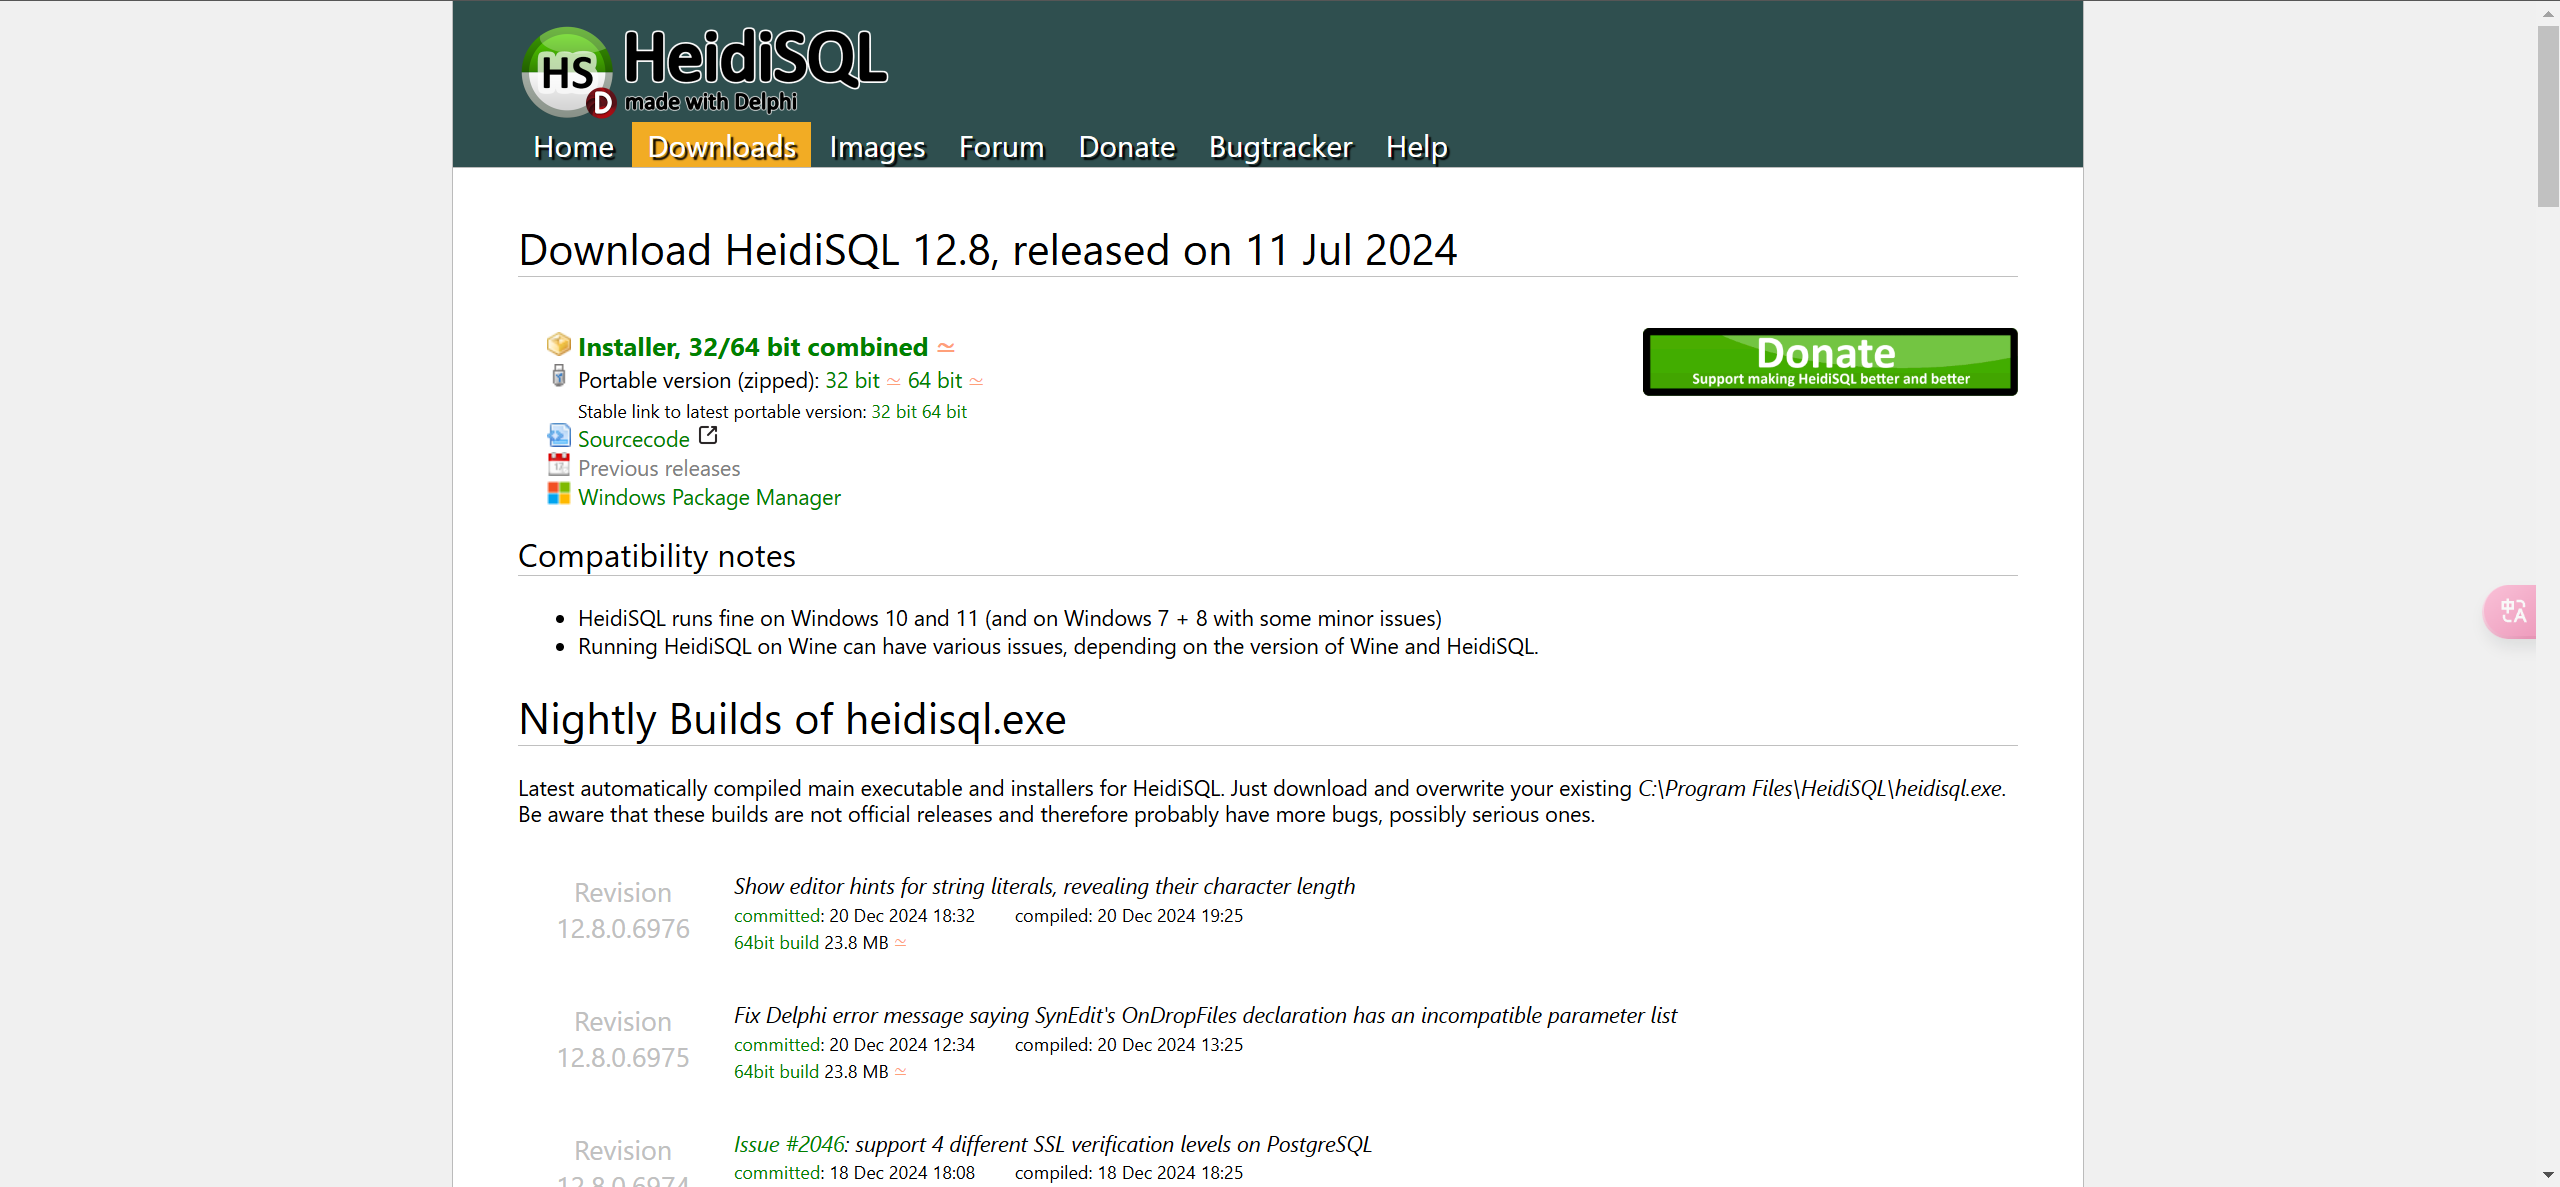 HS
D
HeidiSQL
made with Delphi
Home Downloads Images Forum Donate Bugtracker Help
Download HeidiSQL 12.8, released on 11 Jul 2024
Installer, 32/64 bit combined ≃
Donate
Support making HeidiSQL better and better
Portable version (zipped): 32 bit ≃ 64 bit ≃
Stable link to latest portable version: 32 bit 64 bit
Sourcecode
Previous releases
Windows Package Manager
Compatibility notes
• HeidiSQL runs fine on Windows 10 and 11 (and on Windows 7 + 8 with some minor issues)
• Running HeidiSQL on Wine can have various issues, depending on the version of Wine and HeidiSQL.
Nightly Builds of heidisql.exe
Latest automatically compiled main executable and installers for HeidiSQL. Just download and overwrite your existing C:\Program Files\HeidiSQL\heidisql.exe.
Be aware that these builds are not official releases and therefore probably have more bugs, possibly serious ones.
Revision
12.8.0.6976
Show editor hints for string literals, revealing their character length
committed: 20 Dec 2024 18:32 compiled: 20 Dec 2024 19:25
64bit build 23.8 MB ≃
Revision
12.8.0.6975
Fix Delphi error message saying SynEdit's OnDropFiles declaration has an incompatible parameter list
committed: 20 Dec 2024 12:34 compiled: 20 Dec 2024 13:25
64bit build 23.8 MB ≃
Revision
12.8.0.6974
Issue #2046: support 4 different SSL verification levels on PostgreSQL
committed: 18 Dec 2024 18:08 compiled: 18 Dec 2024 18:25
中A